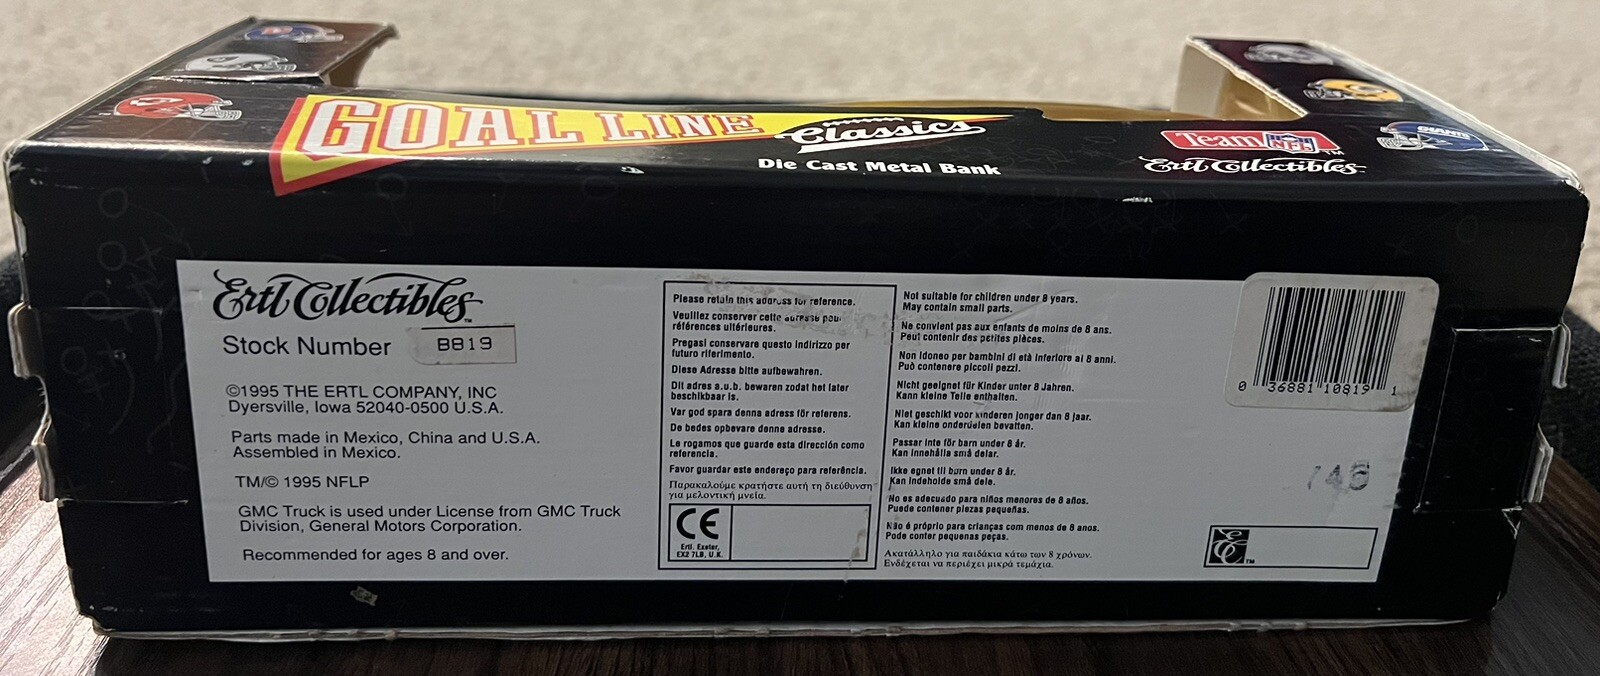 GOAL LINE Classics
Die Cast Metal Bank
Team NFL™
Ertl Collectibles
GIANTS
Ertl Collectibles™
Stock Number B819
©1995 THE ERTL COMPANY, INC
Dyersville, Iowa 52040-0500 U.S.A.
Parts made in Mexico, China and U.S.A.
Assembled in Mexico.
TM/© 1995 NFLP
GMC Truck is used under License from GMC Truck
Division, General Motors Corporation.
Recommended for ages 8 and over.
Please retain this address for reference.
Veuillez conserver cette adresse pour
références ultérieures.
Pregasi conservare questo indirizzo per
futuro riferimento.
Diese Adresse bitte aufbewahren.
Dit adres a.u.b. bewaren zodat het later
beschikbaar is.
Var god spara denna adress för referens.
De bedes opbevare denne adresse.
Le rogamos que guarde esta dirección como
referencia.
Favor guardar este endereço para referência.
Παρακαλούμε κρατήστε αυτή τη διεύθυνση
για μελοντική μνεία.
CE
Ertl. Exeter,
EX2 7LB, U.K.
Not suitable for children under 8 years.
May contain small parts.
Ne convient pas aux enfants de moins de 8 ans.
Peut contenir des petites pièces.
Non idoneo per bambini di età inferiore ai 8 anni.
Può contenere piccoli pezzi.
Nicht geeignet für Kinder unter 8 Jahren.
Kann kleine Teile enthalten.
Niet geschikt voor kinderen jonger dan 8 jaar.
Kan kleine onderdelen bevatten.
Passar inte för barn under 8 år.
Kan innehålla små delar.
Ikke egnet til børn under 8 år.
Kan indeholde små dele.
No es adecuado para niños menores de 8 años.
Puede contener piezas pequeñas.
Não é próprio para crianças com menos de 8 anos.
Pode conter pequenas peças.
Ακατάλληλο για παιδάκια κάτω των 8 χρόνων.
Ενδέχεται να περιέχει μικρά τεμάχια.
0 36881 10819 1
TM